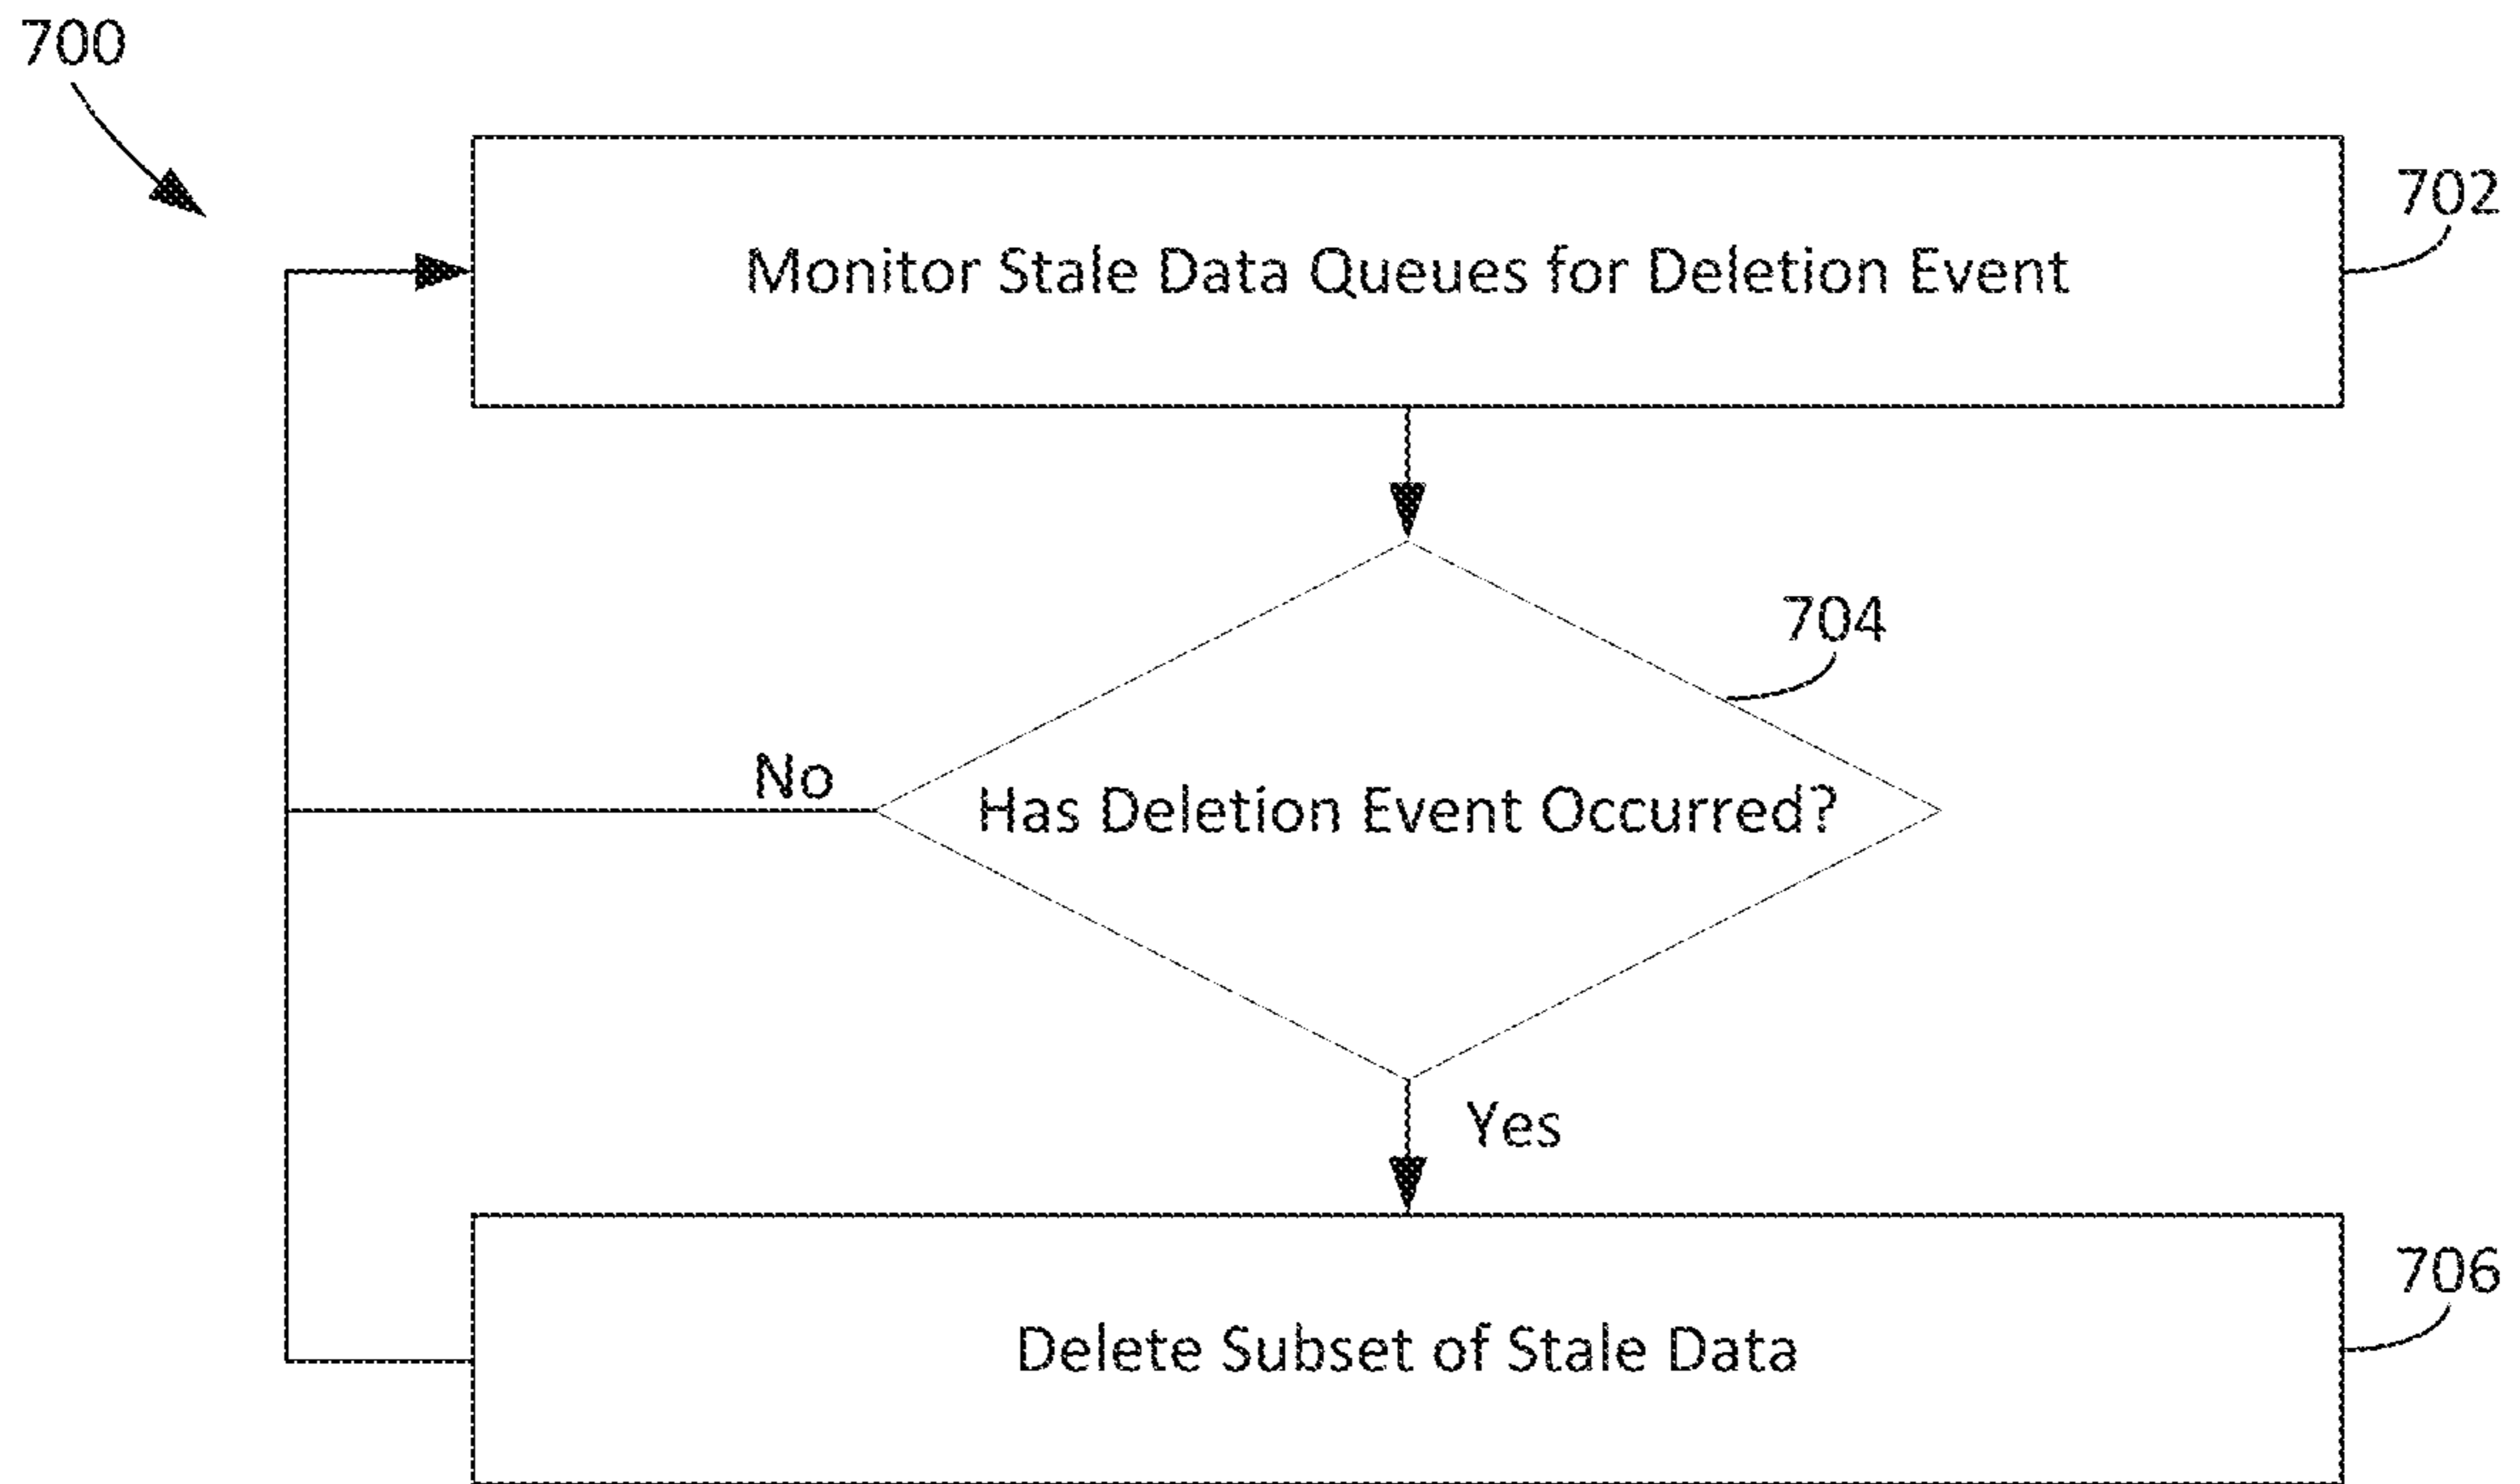 700
702
Monitor Stale Data Queues for Deletion Event
704
No
Has Deletion Event Occurred?
Yes
706
Delete Subset of Stale Data